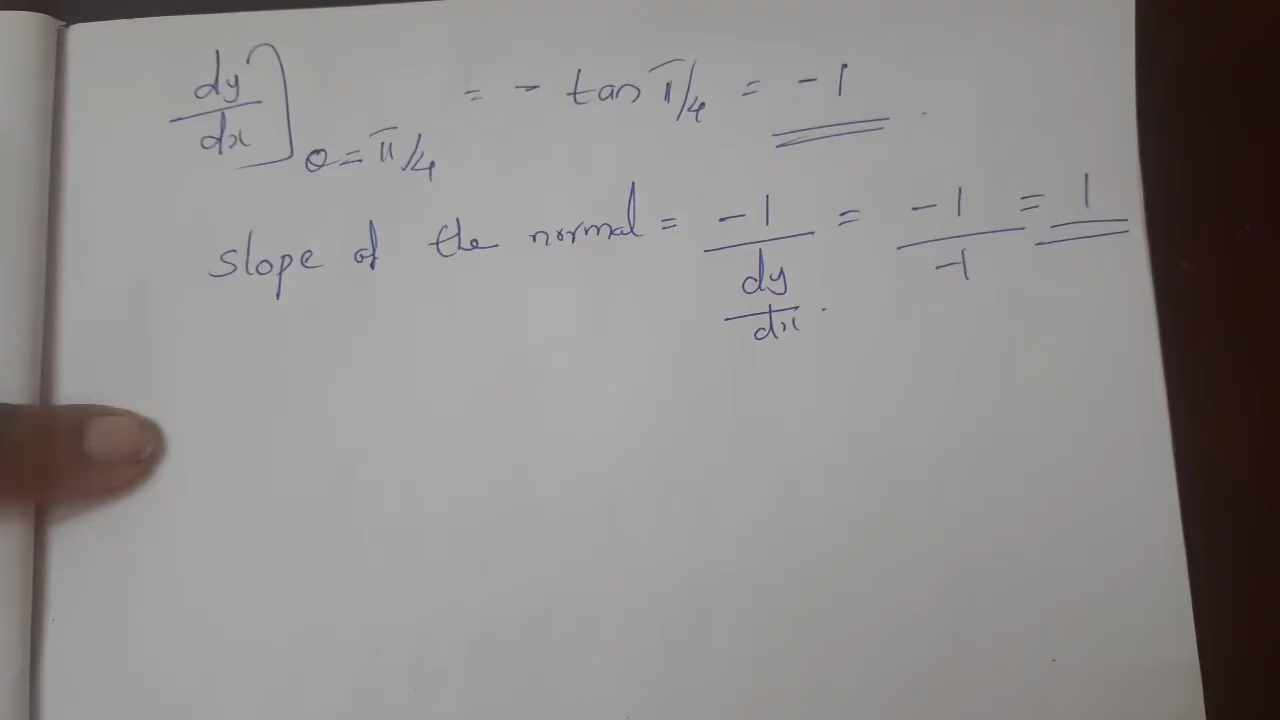 dy/dx]θ=π/4 = - tan π/4 = -1
slope of the normal = -1/(dy/dx) = -1/-1 = 1